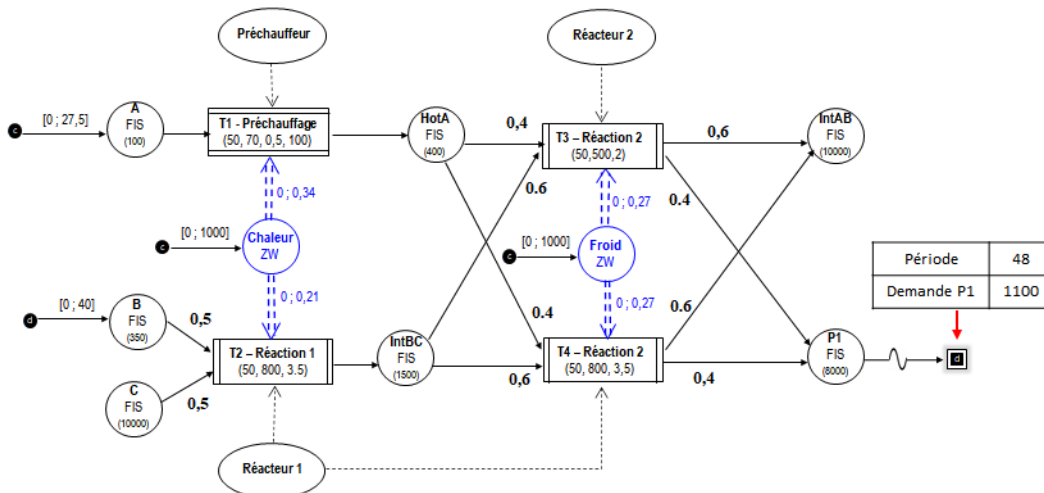 Préchauffeur
Réacteur 2
[0 ; 27,5]
c
A
FIS
(100)
T1 - Préchauffage
(50, 70, 0,5, 100)
HotA
FIS
(400)
0,4
T3 – Réaction 2
(50,500,2)
0,6
IntAB
FIS
(10000)
0.6
0.4
0 ; 0,34
0 ; 0,27
[0 ; 1000]
c
Chaleur
ZW
[0 ; 1000]
c
Froid
ZW
0 ; 0,21
0 ; 0,27
Période 48
Demande P1 1100
[0 ; 40]
d
B
FIS
(350)
0,5
0.4
0.6
T2 – Réaction 1
(50, 800, 3.5)
IntBC
FIS
(1500)
0,6
T4 – Réaction 2
(50, 800, 3,5)
0,4
P1
FIS
(8000)
d
C
FIS
(10000)
0,5
Réacteur 1